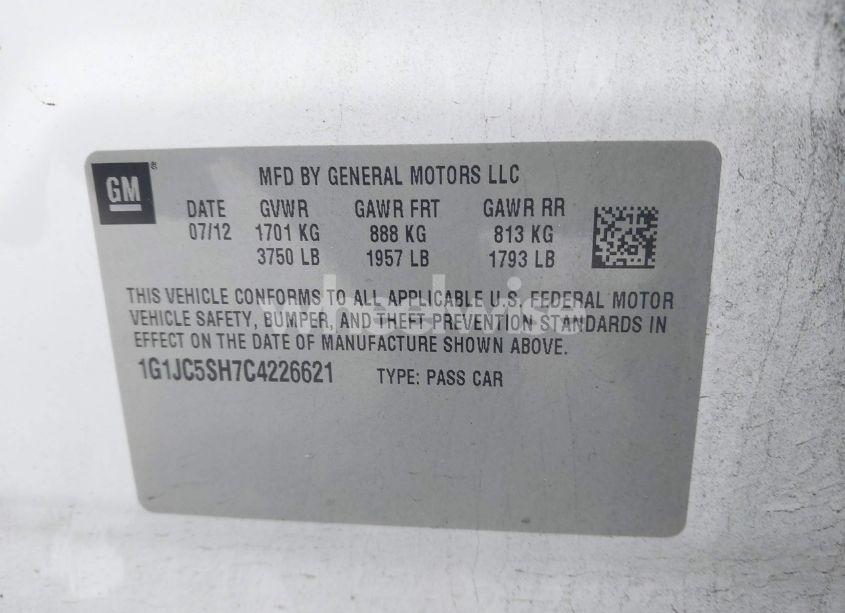 GM
MFD BY GENERAL MOTORS LLC
DATE GVWR GAWR FRT GAWR RR
07/12 1701 KG 888 KG 813 KG
3750 LB 1957 LB 1793 LB
THIS VEHICLE CONFORMS TO ALL APPLICABLE U.S. FEDERAL MOTOR
VEHICLE SAFETY, BUMPER, AND THEFT PREVENTION STANDARDS IN
EFFECT ON THE DATE OF MANUFACTURE SHOWN ABOVE.
1G1JC5SH7C4226621 TYPE: PASS CAR
wheelwise